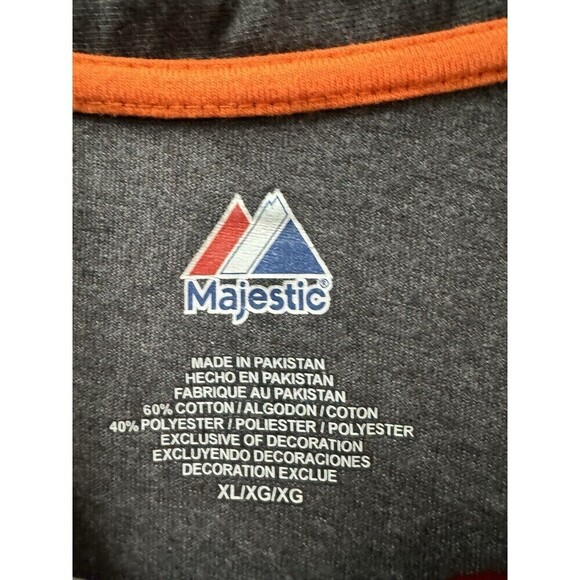 Majestic®
MADE IN PAKISTAN
HECHO EN PAKISTAN
FABRIQUE AU PAKISTAN
60% COTTON / ALGODON / COTON
40% POLYESTER / POLIESTER / POLYESTER
EXCLUSIVE OF DECORATION
EXCLUYENDO DECORACIONES
DECORATION EXCLUE
XL/XG/XG